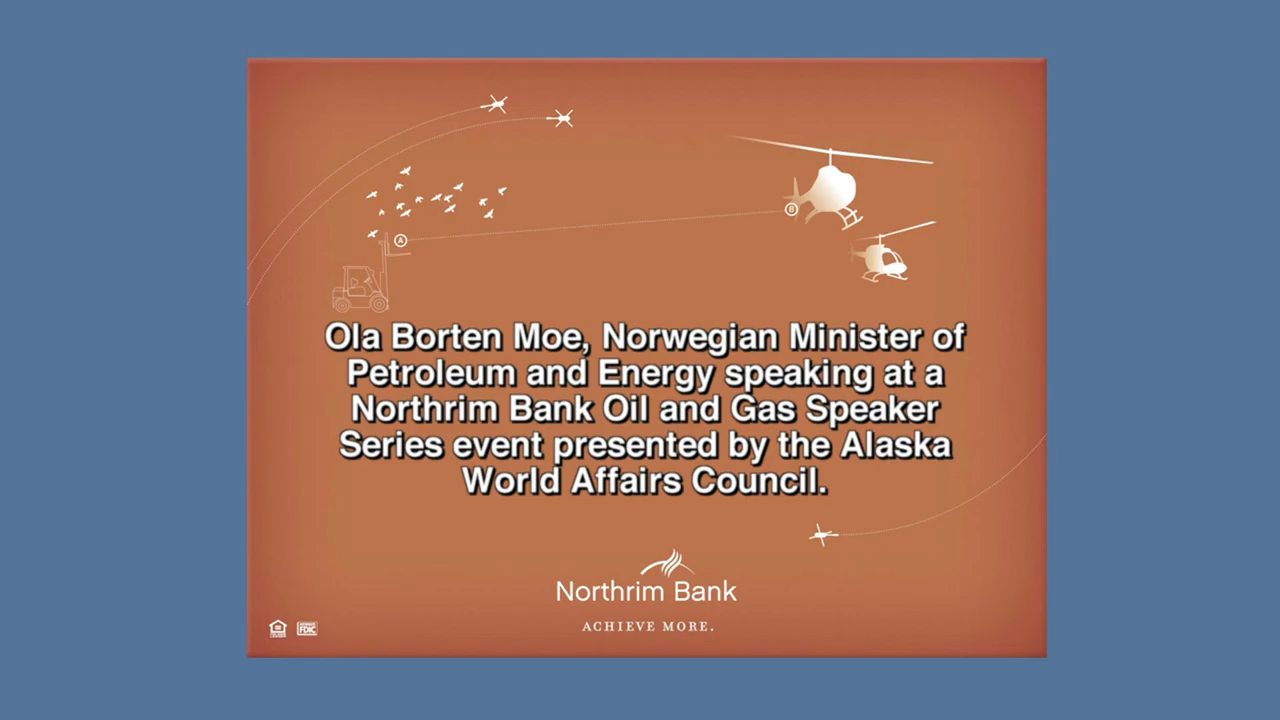 B
A
Ola Borten Moe, Norwegian Minister of
Petroleum and Energy speaking at a
Northrim Bank Oil and Gas Speaker
Series event presented by the Alaska
World Affairs Council.
Northrim Bank
ACHIEVE MORE.
FDIC